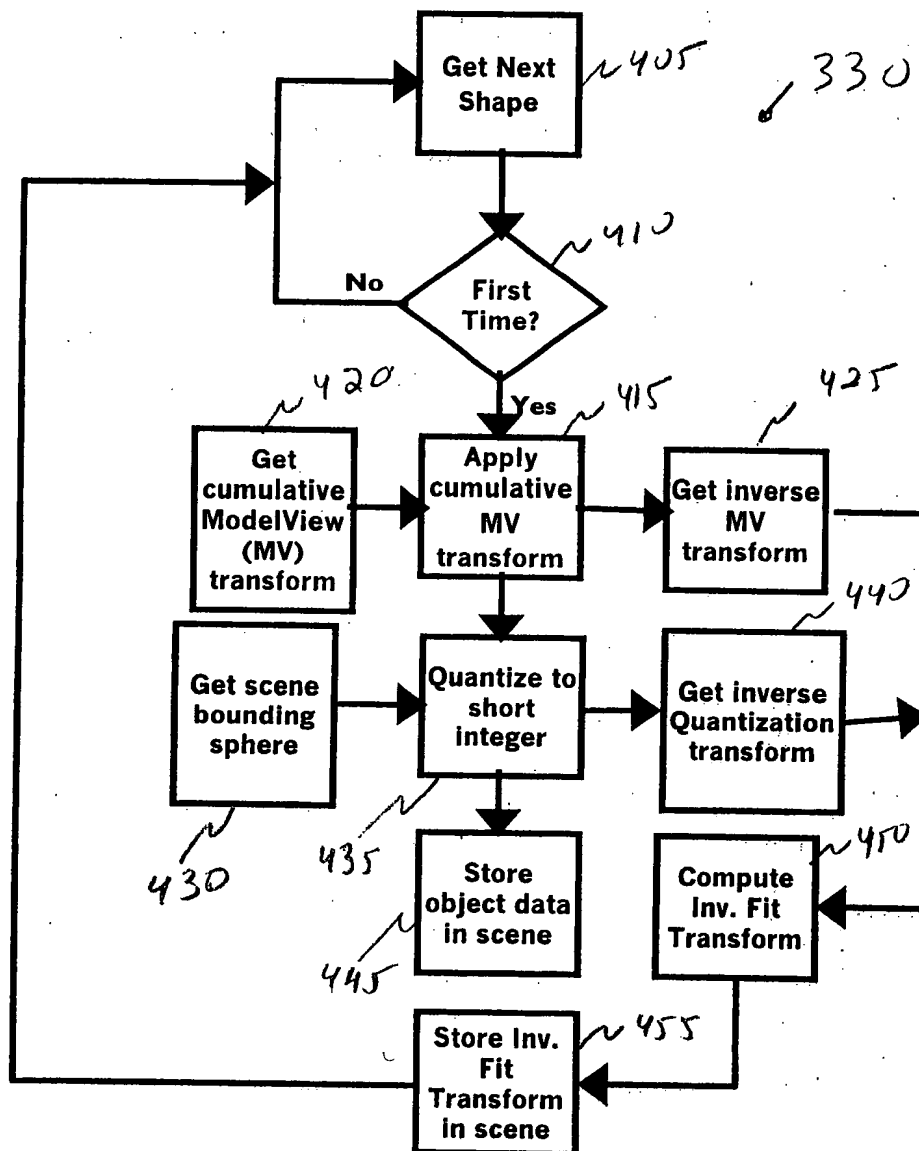 Get Next
Shape
405
330
410
No
First
Time?
Yes
420
415
425
Get
cumulative
ModelView
(MV)
transform
Apply
cumulative
MV
transform
Get inverse
MV
transform
440
Get scene
bounding
sphere
Quantize to
short
integer
Get inverse
Quantization
transform
430
435
450
Store
object data
in scene
445
Compute
Inv. Fit
Transform
455
Store Inv.
Fit
Transform
in scene